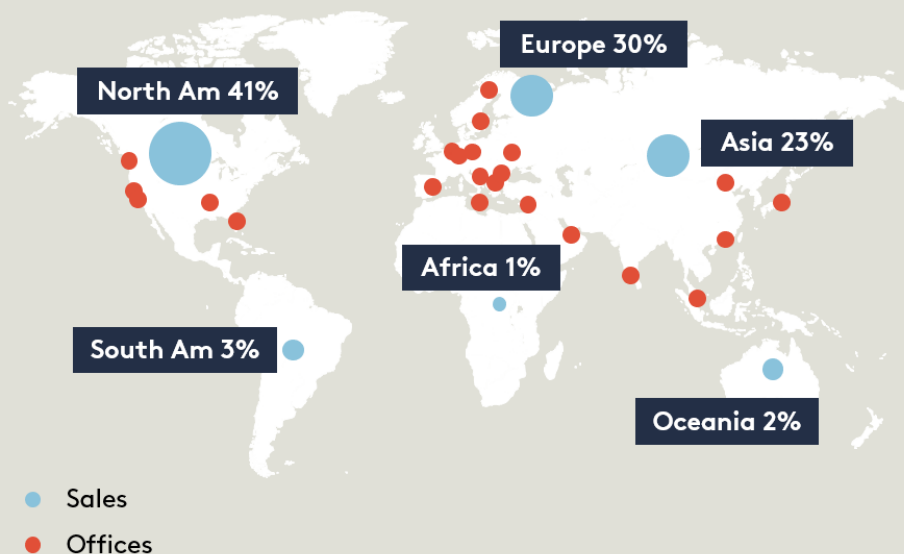 Europe 30%
North Am 41%
Asia 23%
Africa 1%
South Am 3%
Oceania 2%
Sales
Offices